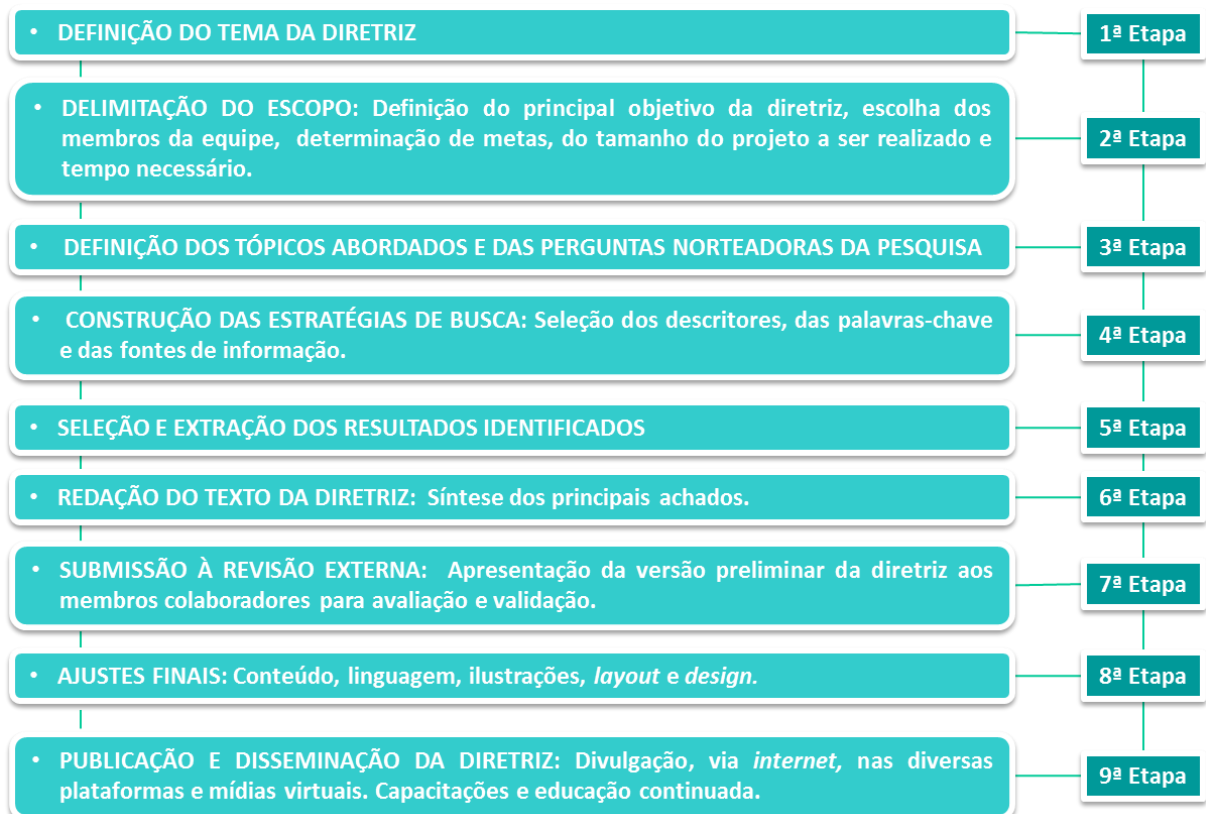 • DEFINIÇÃO DO TEMA DA DIRETRIZ
1ª Etapa
• DELIMITAÇÃO DO ESCOPO: Definição do principal objetivo da diretriz, escolha dos
membros da equipe, determinação de metas, do tamanho do projeto a ser realizado e
tempo necessário.
2ª Etapa
• DEFINIÇÃO DOS TÓPICOS ABORDADOS E DAS PERGUNTAS NORTEADORAS DA PESQUISA
3ª Etapa
• CONSTRUÇÃO DAS ESTRATÉGIAS DE BUSCA: Seleção dos descritores, das palavras-chave
e das fontes de informação.
4ª Etapa
• SELEÇÃO E EXTRAÇÃO DOS RESULTADOS IDENTIFICADOS
5ª Etapa
• REDAÇÃO DO TEXTO DA DIRETRIZ: Síntese dos principais achados.
6ª Etapa
• SUBMISSÃO À REVISÃO EXTERNA: Apresentação da versão preliminar da diretriz aos
membros colaboradores para avaliação e validação.
7ª Etapa
• AJUSTES FINAIS: Conteúdo, linguagem, ilustrações, layout e design.
8ª Etapa
• PUBLICAÇÃO E DISSEMINAÇÃO DA DIRETRIZ: Divulgação, via internet, nas diversas
plataformas e mídias virtuais. Capacitações e educação continuada.
9ª Etapa